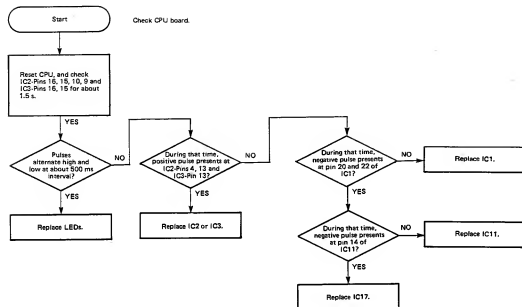 Start
Check CPU board.
Reset CPU, and check
IC2-Pins 16, 15, 10, 9 and
IC3-Pins 16, 15 for about
1.5 s.
YES
Pulses
alternate high and
low at about 500 ms
interval?
NO
YES
Replace LEDs.
During that time,
positive pulse presents at
IC2-Pins 4, 13 and
IC3-Pin 13?
NO
YES
Replace IC2 or IC3.
During that time,
negative pulse presents
at pin 20 and 22 of
IC1?
NO
Replace IC1.
YES
During that time,
negative pulse presents
at pin 14 of
IC11?
NO
Replace IC11.
YES
Replace IC17.